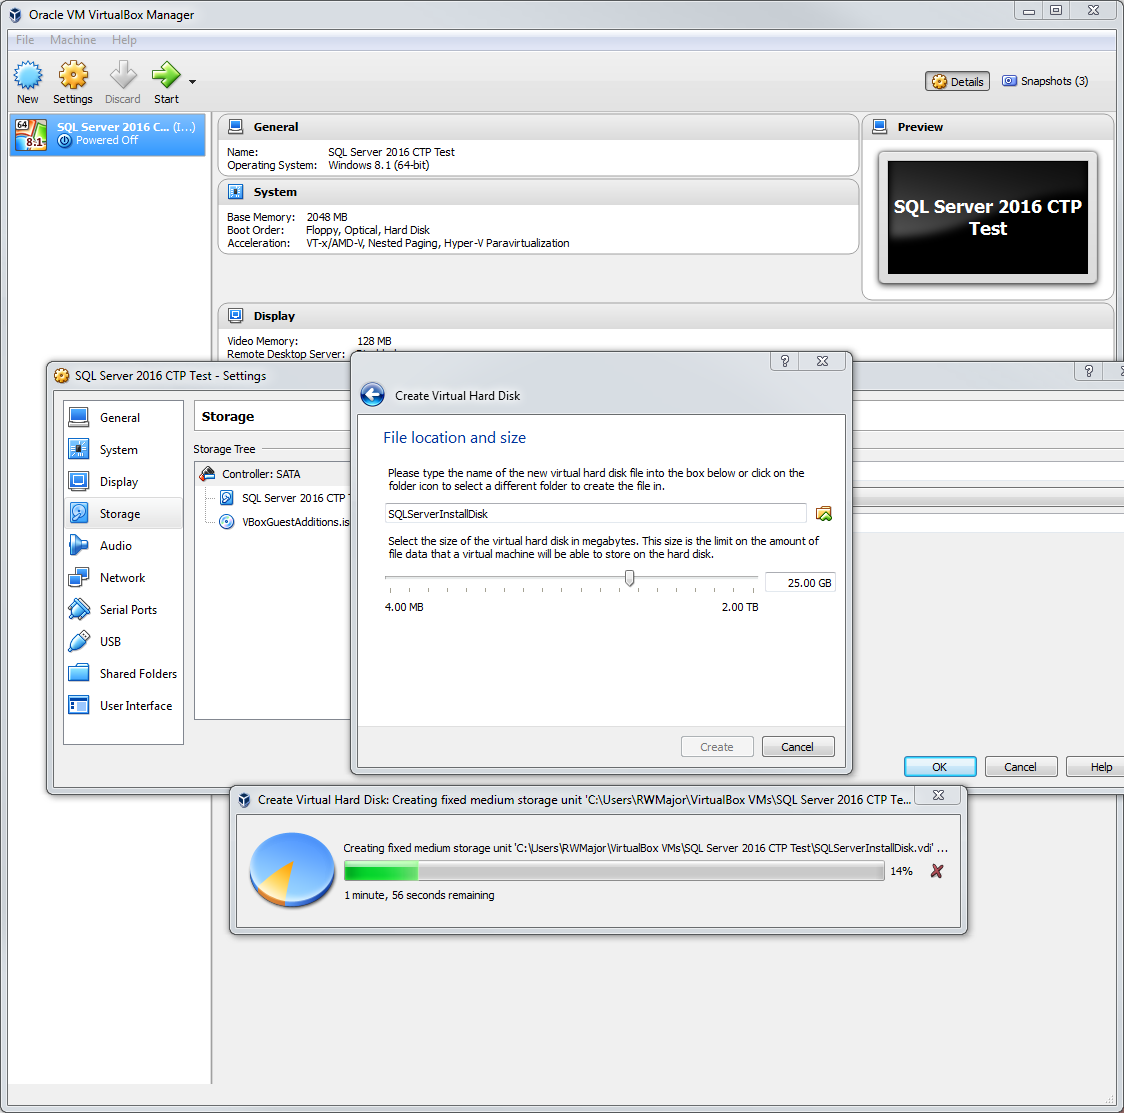 Oracle VM VirtualBox Manager
File Machine Help
New Settings Discard Start
Details Snapshots (3)
64
8.1
SQL Server 2016 C... (I...)
Powered Off
General
Name: SQL Server 2016 CTP Test
Operating System: Windows 8.1 (64-bit)
System
Base Memory: 2048 MB
Boot Order: Floppy, Optical, Hard Disk
Acceleration: VT-x/AMD-V, Nested Paging, Hyper-V Paravirtualization
Preview
SQL Server 2016 CTP
Test
Display
Video Memory: 128 MB
Remote Desktop Server:
SQL Server 2016 CTP Test - Settings
General
System
Display
Storage
Audio
Network
Serial Ports
USB
Shared Folders
User Interface
Storage
Storage Tree
Controller: SATA
SQL Server 2016 CTP
VBoxGuestAdditions.is
OK Cancel Help
Create Virtual Hard Disk
File location and size
Please type the name of the new virtual hard disk file into the box below or click on the
folder icon to select a different folder to create the file in.
SQLServerInstallDisk
Select the size of the virtual hard disk in megabytes. This size is the limit on the amount of
file data that a virtual machine will be able to store on the hard disk.
25.00 GB
4.00 MB 2.00 TB
Create Cancel
Create Virtual Hard Disk: Creating fixed medium storage unit 'C:\Users\RWMajor\VirtualBox VMs\SQL Server 2016 CTP Te...
Creating fixed medium storage unit 'C:\Users\RWMajor\VirtualBox VMs\SQL Server 2016 CTP Test\SQLServerInstallDisk.vdi' ...
14%
1 minute, 56 seconds remaining